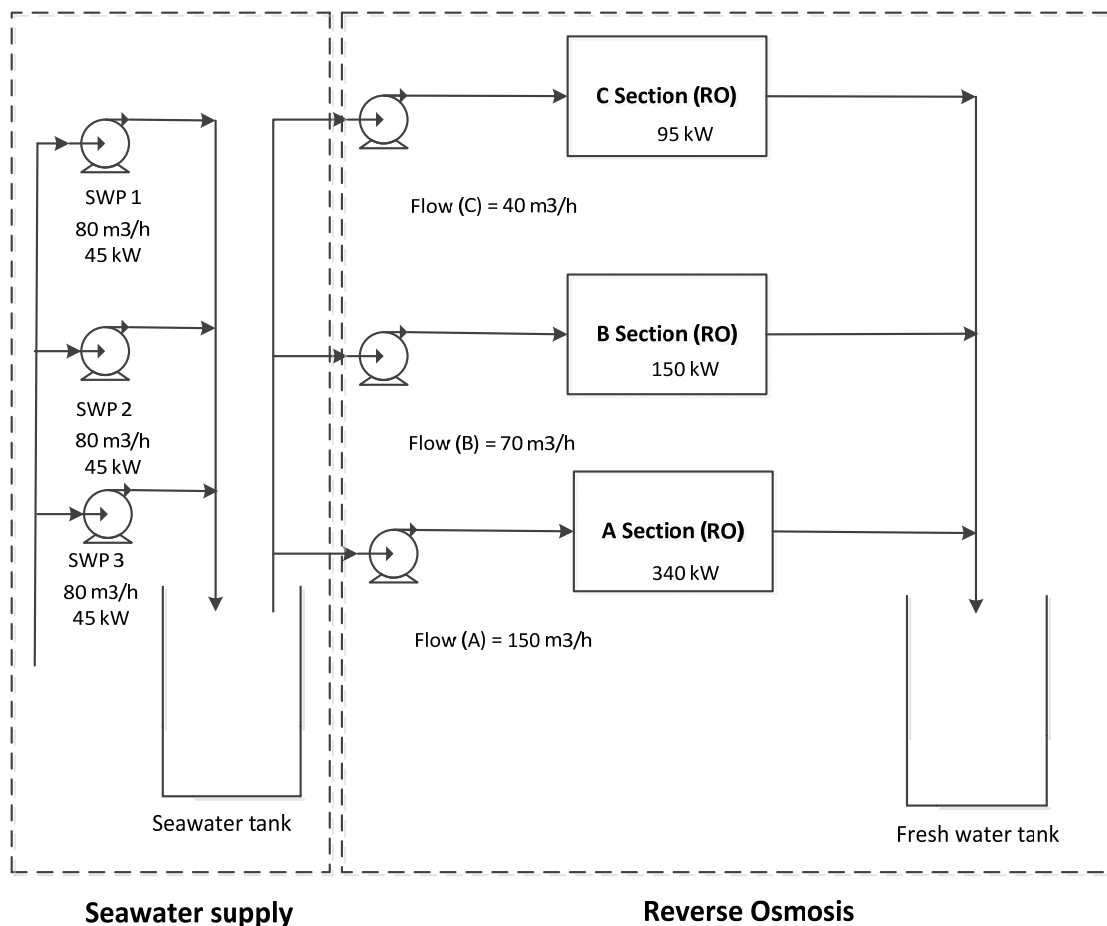 SWP 1
80 m3/h
45 kW
SWP 2
80 m3/h
45 kW
SWP 3
80 m3/h
45 kW
Seawater tank
Seawater supply
C Section (RO)
95 kW
Flow (C) = 40 m3/h
B Section (RO)
150 kW
Flow (B) = 70 m3/h
A Section (RO)
340 kW
Flow (A) = 150 m3/h
Fresh water tank
Reverse Osmosis